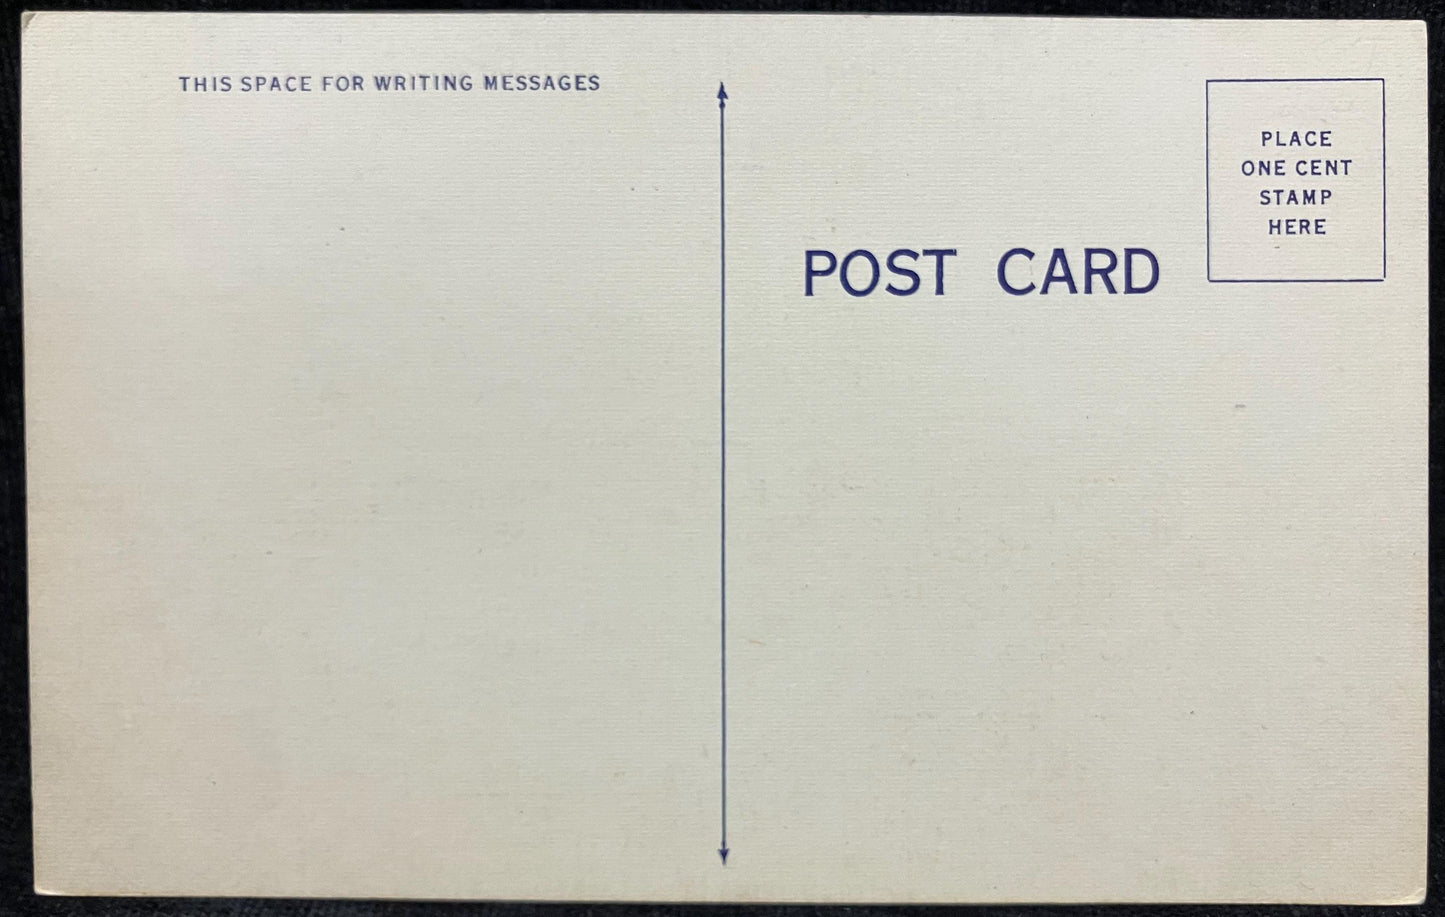 THIS SPACE FOR WRITING MESSAGES
POST CARD
PLACE
ONE CENT
STAMP
HERE